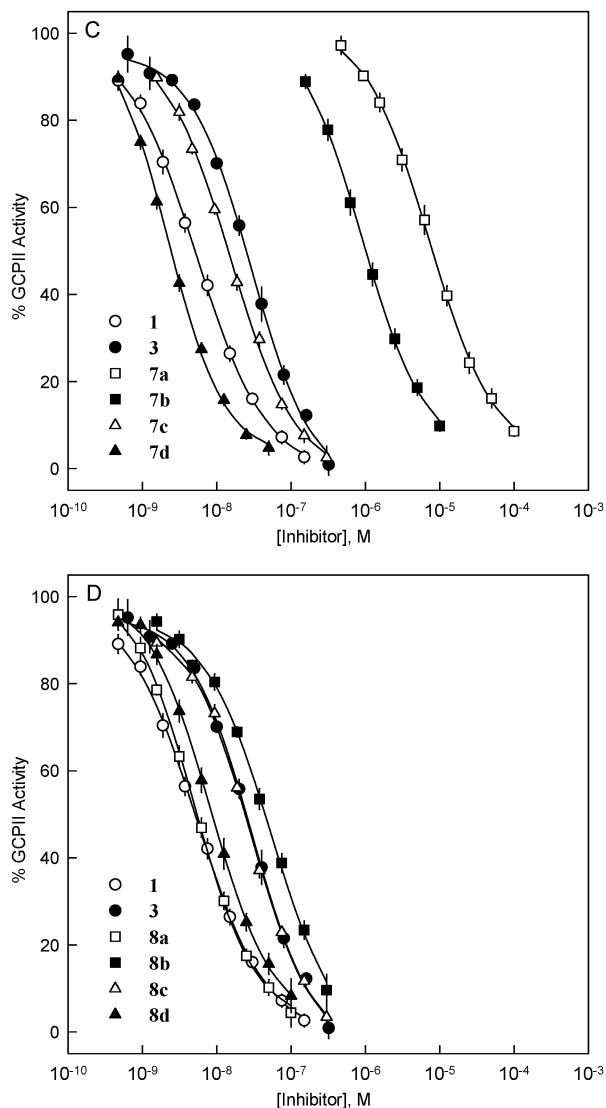 C
100
80
60
40
20
0
% GCPII Activity
1
3
7a
7b
7c
7d
10⁻¹⁰ 10⁻⁹ 10⁻⁸ 10⁻⁷ 10⁻⁶ 10⁻⁵ 10⁻⁴ 10⁻³
[Inhibitor], M
D
100
80
60
40
20
0
% GCPII Activity
1
3
8a
8b
8c
8d
10⁻¹⁰ 10⁻⁹ 10⁻⁸ 10⁻⁷ 10⁻⁶ 10⁻⁵ 10⁻⁴ 10⁻³
[Inhibitor], M